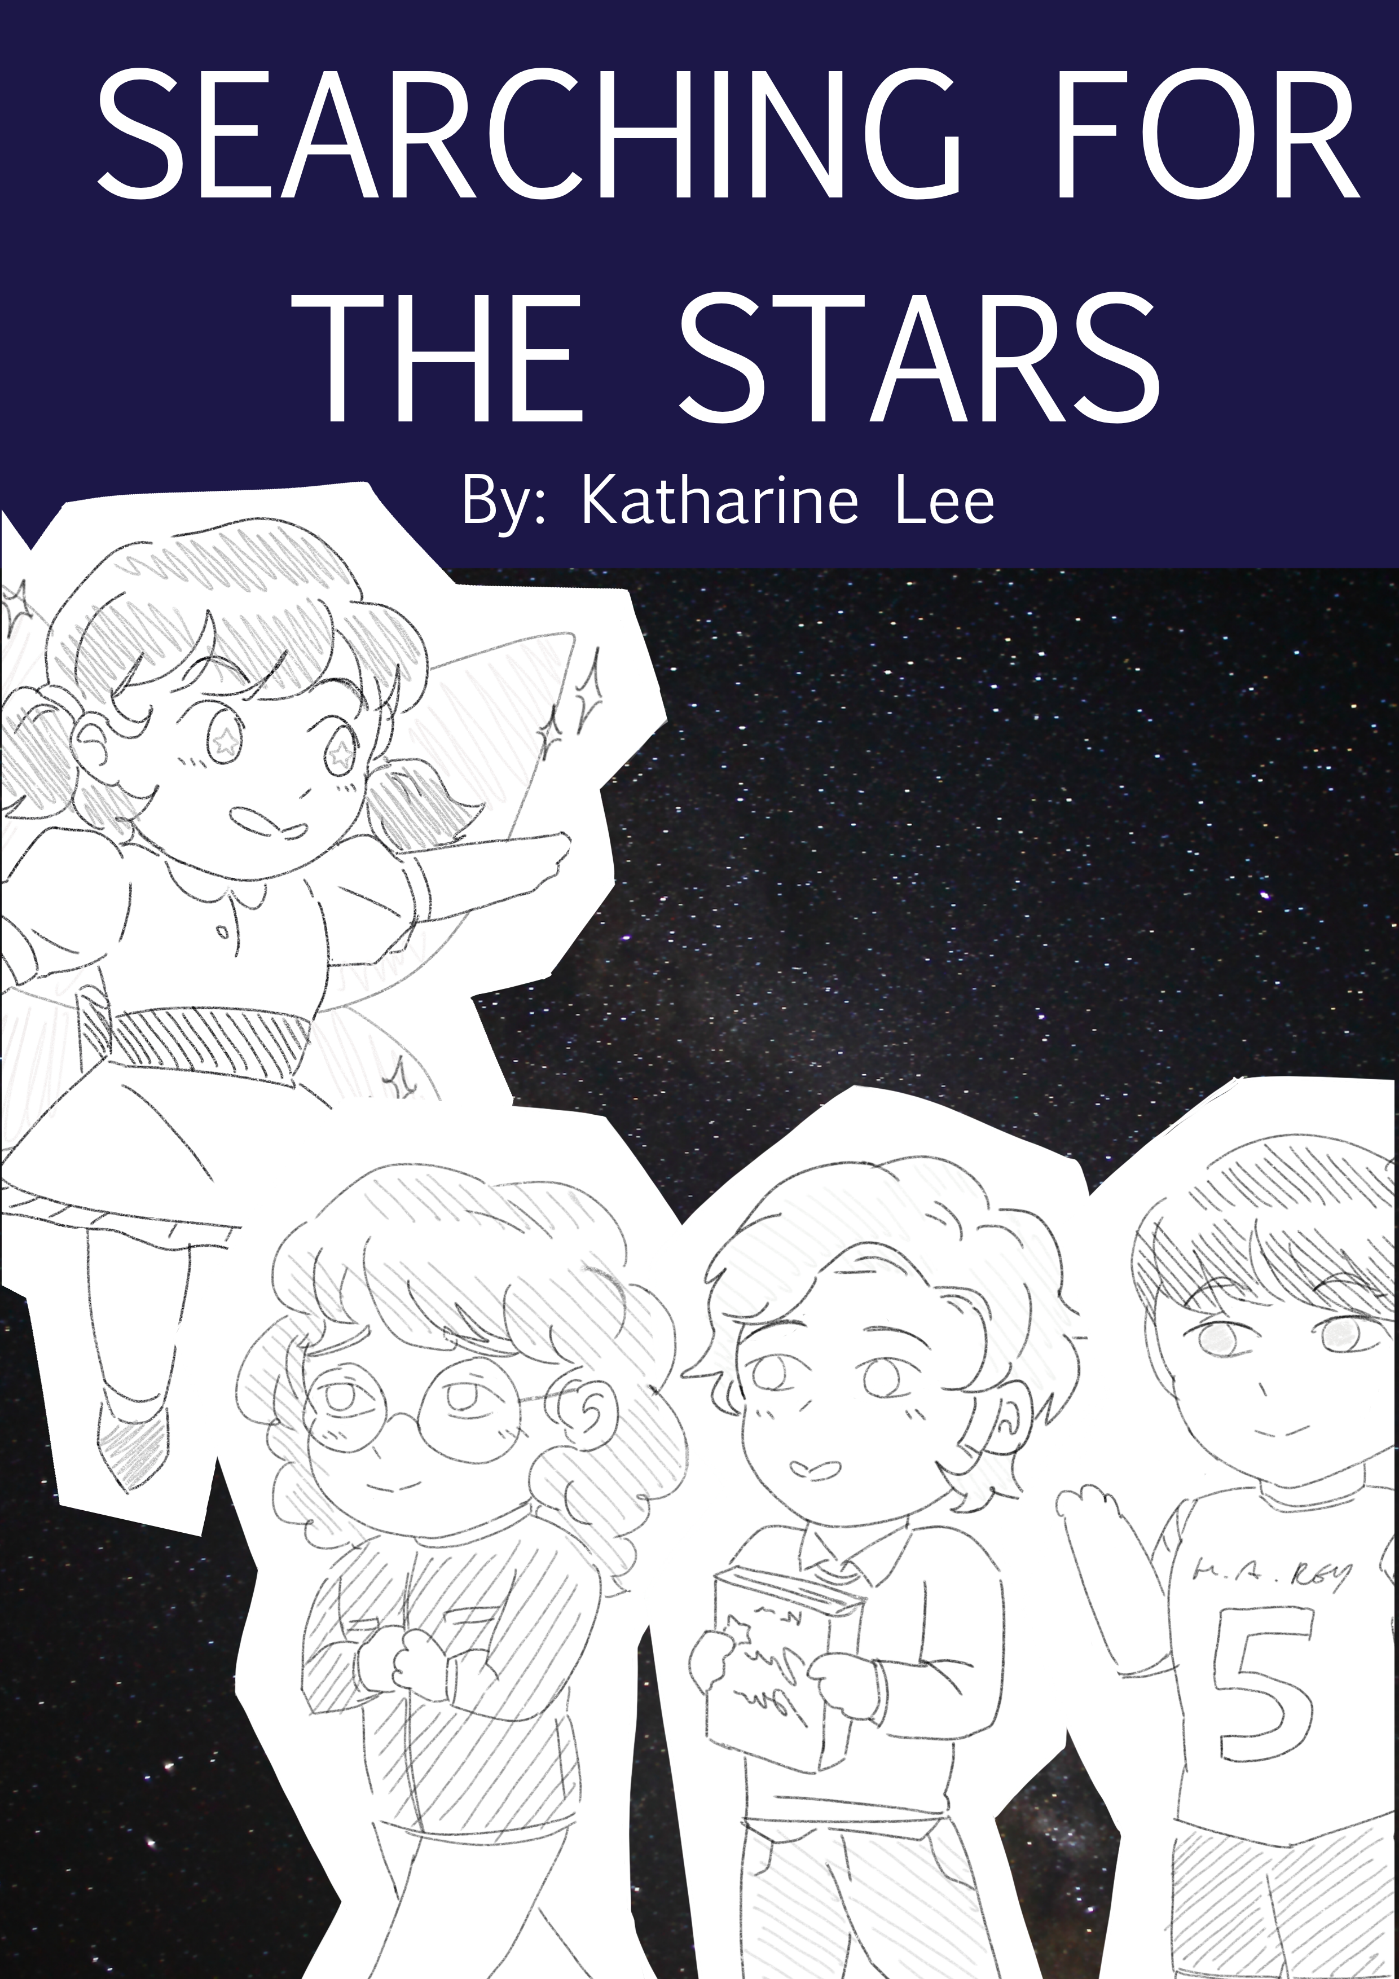 SEARCHING FOR
THE STARS
By: Katharine Lee
H.A. REY
5